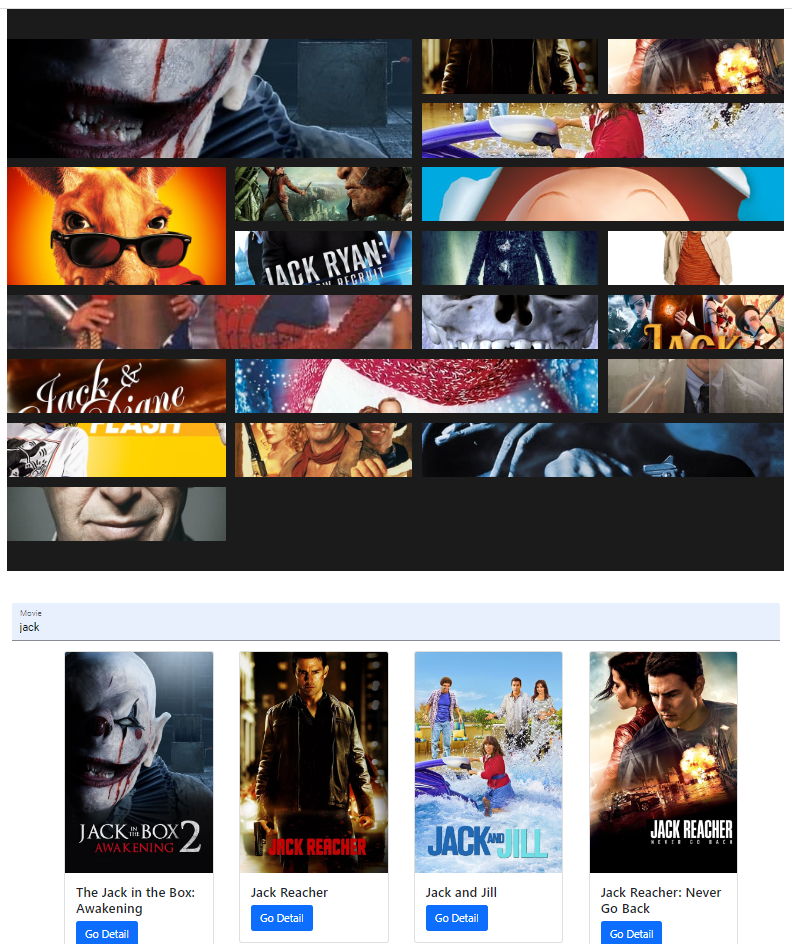 JACK RYAN:
JACK
Jack &
Diane
FLASH
Movie
jack
JACK IN THE BOX 2
AWAKENING
JACK REACHER
JACK AND JILL
JACK REACHER
NEVER GO BACK
The Jack in the Box:
Awakening
Go Detail
Jack Reacher
Go Detail
Jack and Jill
Go Detail
Jack Reacher: Never
Go Back
Go Detail